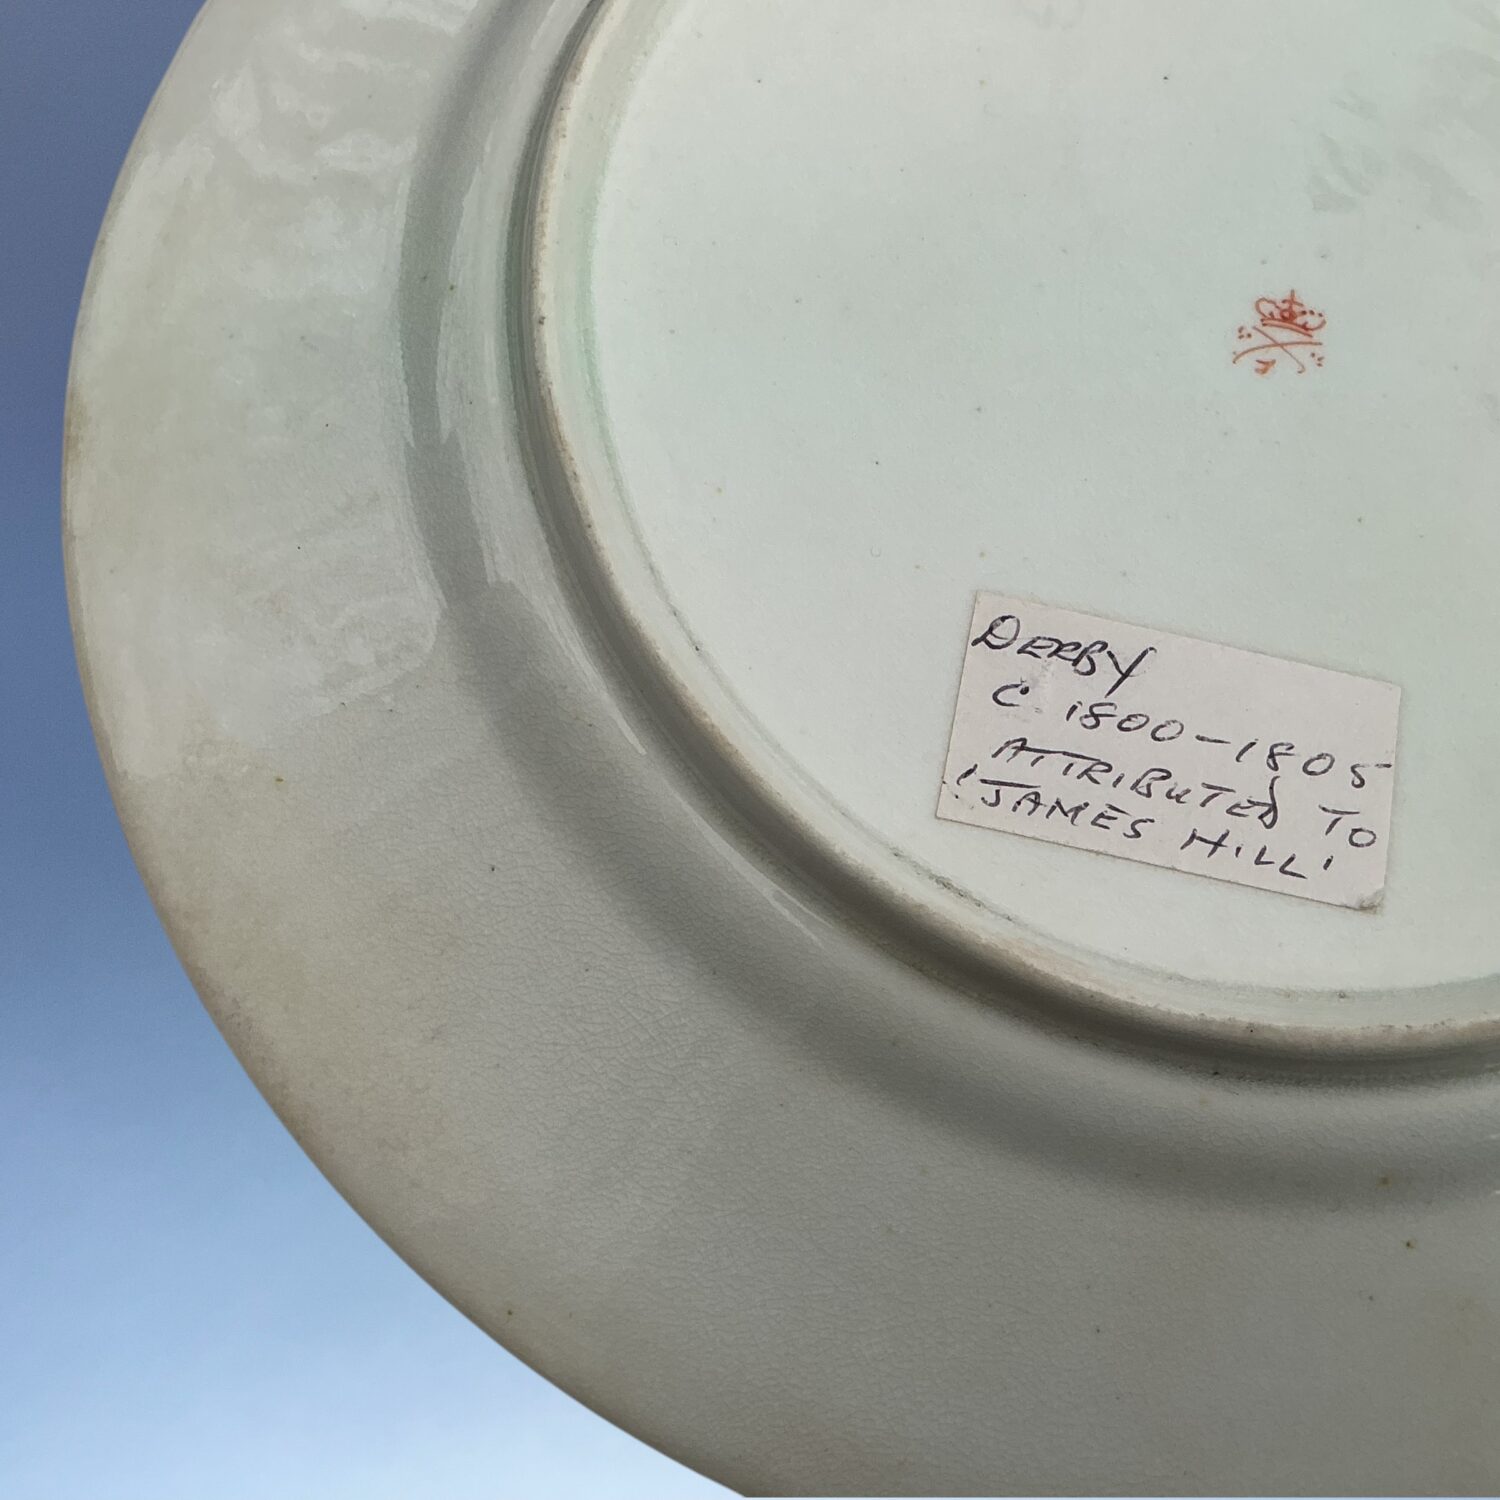 DERBY
C. 1800-1805
ATTRIBUTED TO
'JAMES HILL'